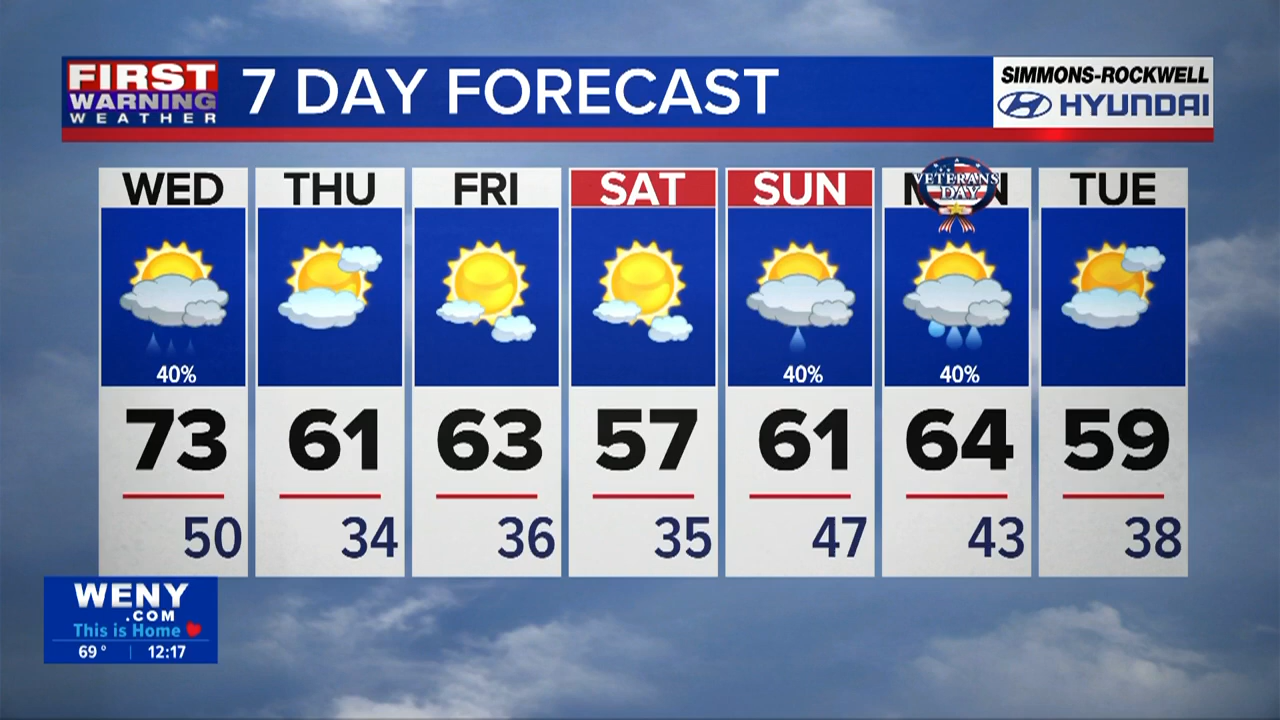 FIRST
WARNING
WEATHER
7 DAY FORECAST
SIMMONS-ROCKWELL
HYUNDAI
WED THU FRI SAT SUN TUE
VETERANS
DAY
40% 40% 40%
73 61 63 57 61 64 59
50 34 36 35 47 43 38
WENY
.COM
This is Home
69° 12:17